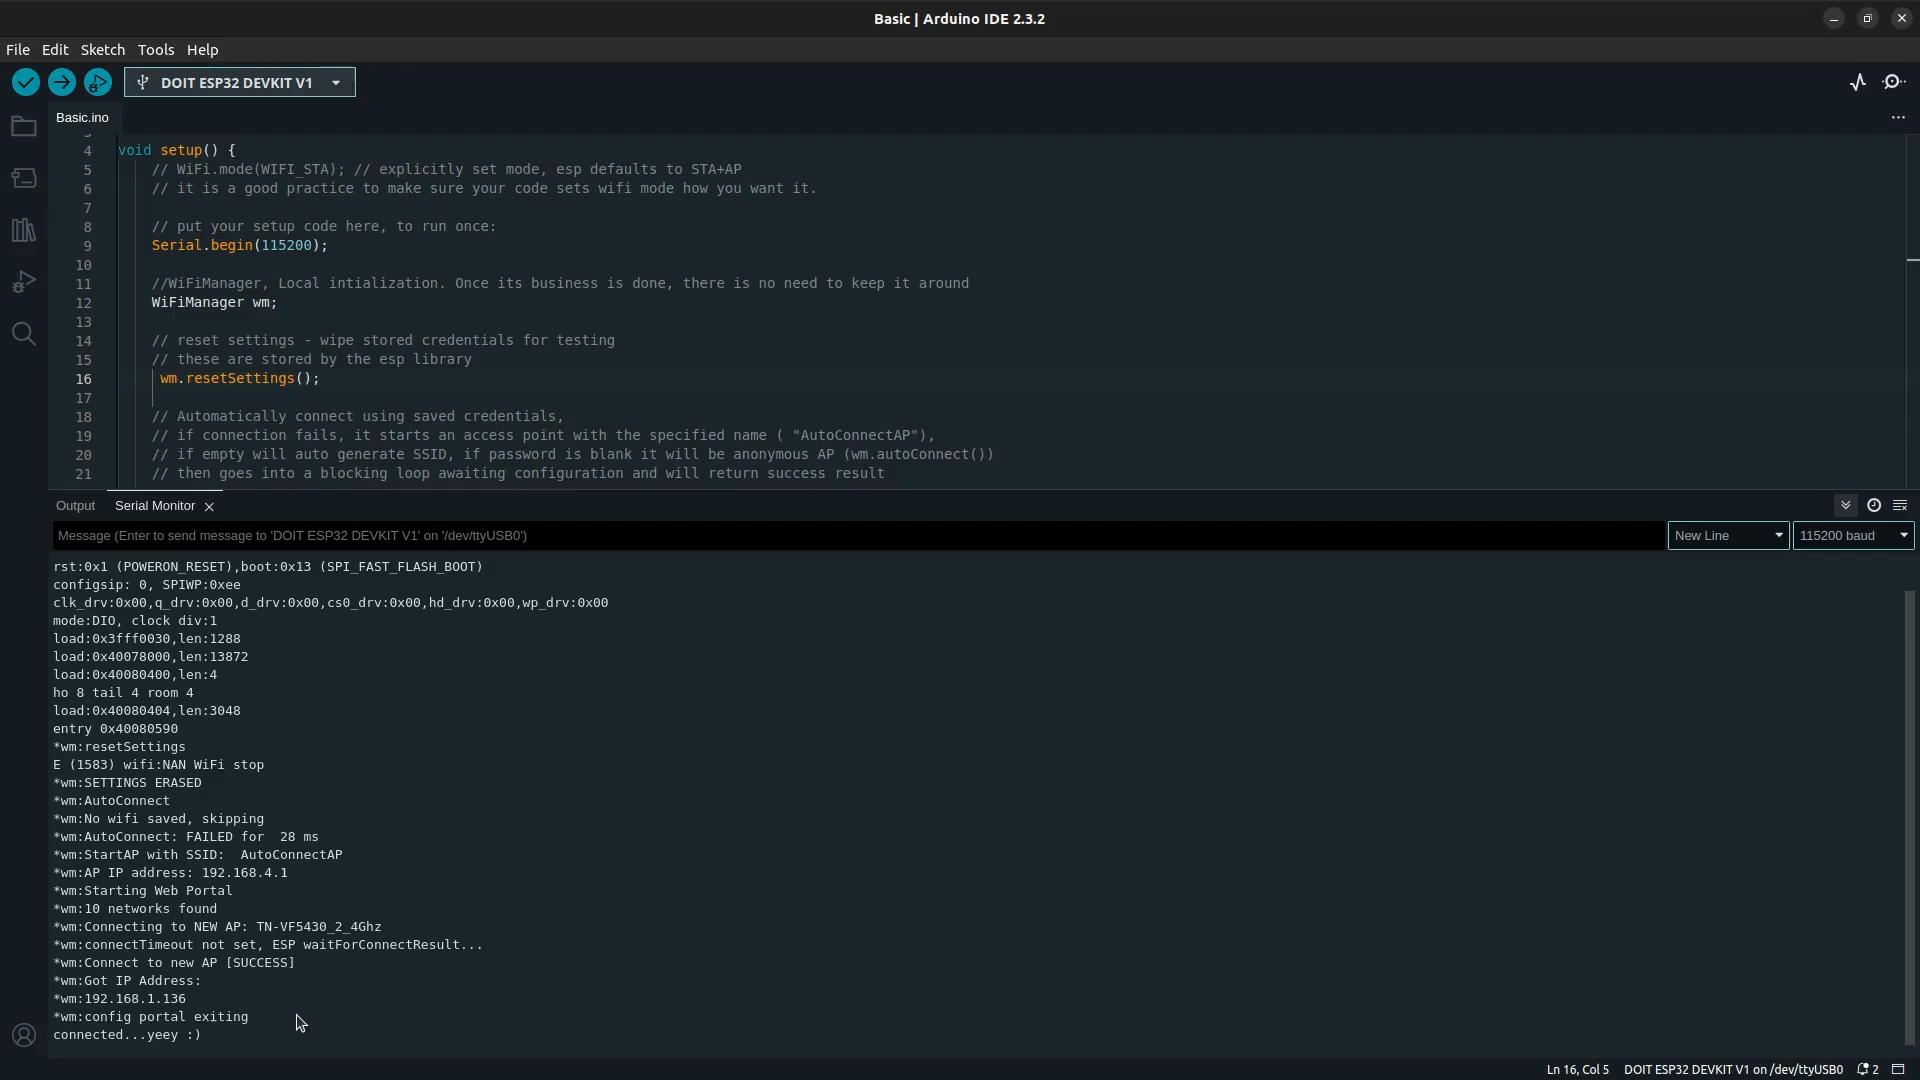 Basic | Arduino IDE 2.3.2
File Edit Sketch Tools Help
DOIT ESP32 DEVKIT V1
Basic.ino
4 void setup() {
5 // WiFi.mode(WIFI_STA); // explicitly set mode, esp defaults to STA+AP
6 // it is a good practice to make sure your code sets wifi mode how you want it.
7
8 // put your setup code here, to run once:
9 Serial.begin(115200);
10
11 //WiFiManager, Local intialization. Once its business is done, there is no need to keep it around
12 WiFiManager wm;
13
14 // reset settings - wipe stored credentials for testing
15 // these are stored by the esp library
16 wm.resetSettings();
17
18 // Automatically connect using saved credentials,
19 // if connection fails, it starts an access point with the specified name ( "AutoConnectAP"),
20 // if empty will auto generate SSID, if password is blank it will be anonymous AP (wm.autoConnect())
21 // then goes into a blocking loop awaiting configuration and will return success result
Output Serial Monitor
Message (Enter to send message to 'DOIT ESP32 DEVKIT V1' on '/dev/ttyUSB0') New Line 115200 baud
rst:0x1 (POWERON_RESET),boot:0x13 (SPI_FAST_FLASH_BOOT)
configsip: 0, SPIWP:0xee
clk_drv:0x00,q_drv:0x00,d_drv:0x00,cs0_drv:0x00,hd_drv:0x00,wp_drv:0x00
mode:DIO, clock div:1
load:0x3fff0030,len:1288
load:0x40078000,len:13872
load:0x40080400,len:4
ho 8 tail 4 room 4
load:0x40080404,len:3048
entry 0x40080590
*wm:resetSettings
E (1583) wifi:NAN WiFi stop
*wm:SETTINGS ERASED
*wm:AutoConnect
*wm:No wifi saved, skipping
*wm:AutoConnect: FAILED for  28 ms
*wm:StartAP with SSID:  AutoConnectAP
*wm:AP IP address: 192.168.4.1
*wm:Starting Web Portal
*wm:10 networks found
*wm:Connecting to NEW AP: TN-VF5430_2_4Ghz
*wm:connectTimeout not set, ESP waitForConnectResult...
*wm:Connect to new AP [SUCCESS]
*wm:Got IP Address:
*wm:192.168.1.136
*wm:config portal exiting
connected...yeey :)
Ln 16, Col 5 DOIT ESP32 DEVKIT V1 on /dev/ttyUSB0 2